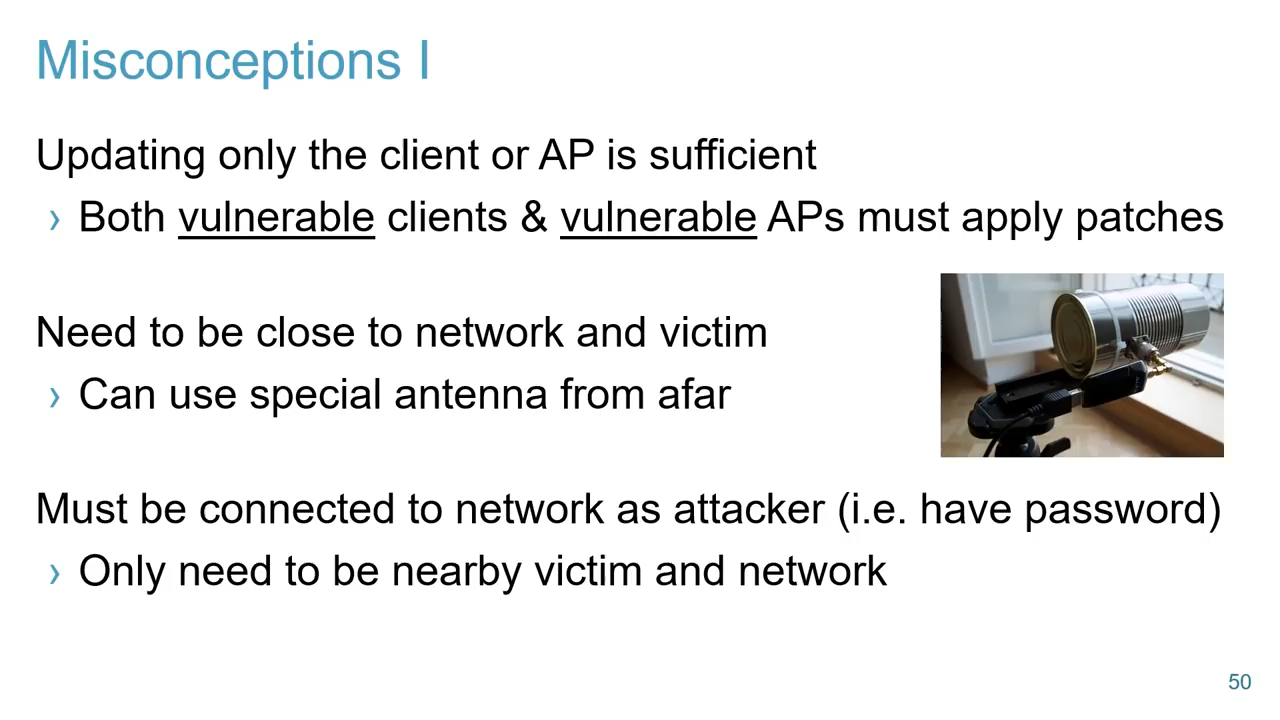 Misconceptions I
Updating only the client or AP is sufficient
› Both vulnerable clients & vulnerable APs must apply patches
Need to be close to network and victim
› Can use special antenna from afar
Must be connected to network as attacker (i.e. have password)
› Only need to be nearby victim and network
50